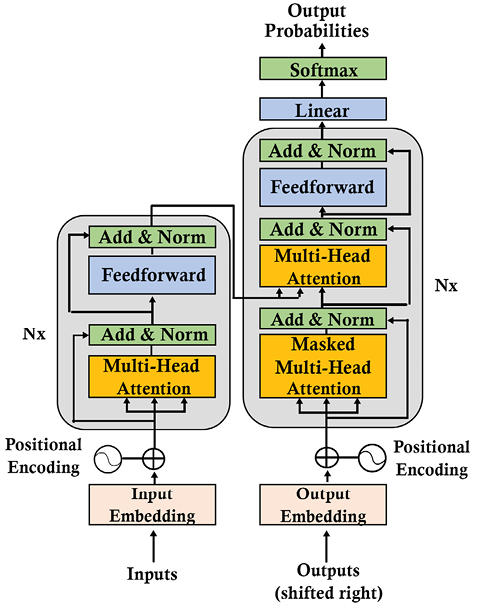 Output
Probabilities
Softmax
Linear
Add & Norm
Feedforward
Add & Norm
Multi-Head
Attention
Nx
Add & Norm
Masked
Multi-Head
Attention
Positional
Encoding
Output
Embedding
Outputs
(shifted right)
Add & Norm
Feedforward
Nx
Add & Norm
Multi-Head
Attention
Positional
Encoding
Input
Embedding
Inputs